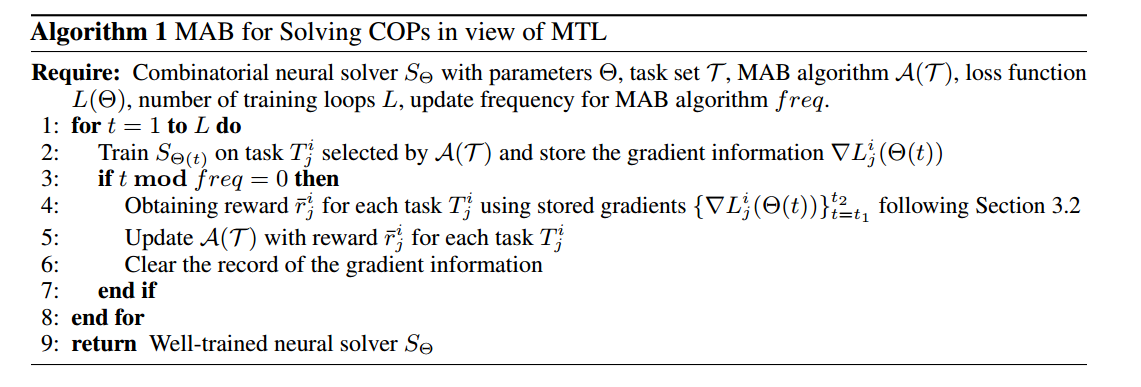 Algorithm 1 MAB for Solving COPs in view of MTL
Require: Combinatorial neural solver $S_\Theta$ with parameters $\Theta$, task set $\mathcal{T}$, MAB algorithm $\mathcal{A}(\mathcal{T})$, loss function
$L(\Theta)$, number of training loops $L$, update frequency for MAB algorithm $freq$.
1: for $t = 1$ to $L$ do
2: Train $S_{\Theta(t)}$ on task $T_j^i$ selected by $\mathcal{A}(\mathcal{T})$ and store the gradient information $\nabla L_j^i(\Theta(t))$
3: if $t$ mod $freq = 0$ then
4: Obtaining reward $\bar{r}_j^i$ for each task $T_j^i$ using stored gradients $\{\nabla L_j^i(\Theta(t))\}_{t=t_1}^{t_2}$ following Section 3.2
5: Update $\mathcal{A}(\mathcal{T})$ with reward $\bar{r}_j^i$ for each task $T_j^i$
6: Clear the record of the gradient information
7: end if
8: end for
9: return Well-trained neural solver $S_\Theta$